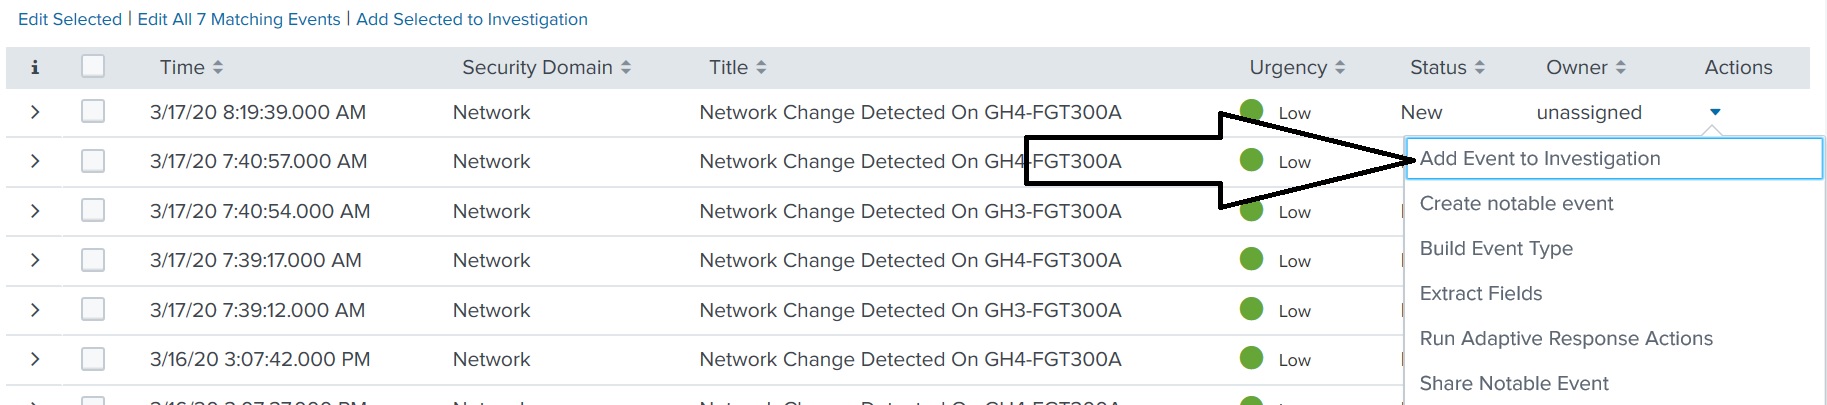 Edit Selected | Edit All 7 Matching Events | Add Selected to Investigation
i Time Security Domain Title Urgency Status Owner Actions
3/17/20 8:19:39.000 AM Network Network Change Detected On GH4-FGT300A Low New unassigned
3/17/20 7:40:57.000 AM Network Network Change Detected On GH4-FGT300A Low
Add Event to Investigation
3/17/20 7:40:54.000 AM Network Network Change Detected On GH3-FGT300A Low
Create notable event
3/17/20 7:39:17.000 AM Network Network Change Detected On GH4-FGT300A Low
Build Event Type
3/17/20 7:39:12.000 AM Network Network Change Detected On GH3-FGT300A Low
Extract Fields
3/16/20 3:07:42.000 PM Network Network Change Detected On GH4-FGT300A Low
Run Adaptive Response Actions
Share Notable Event